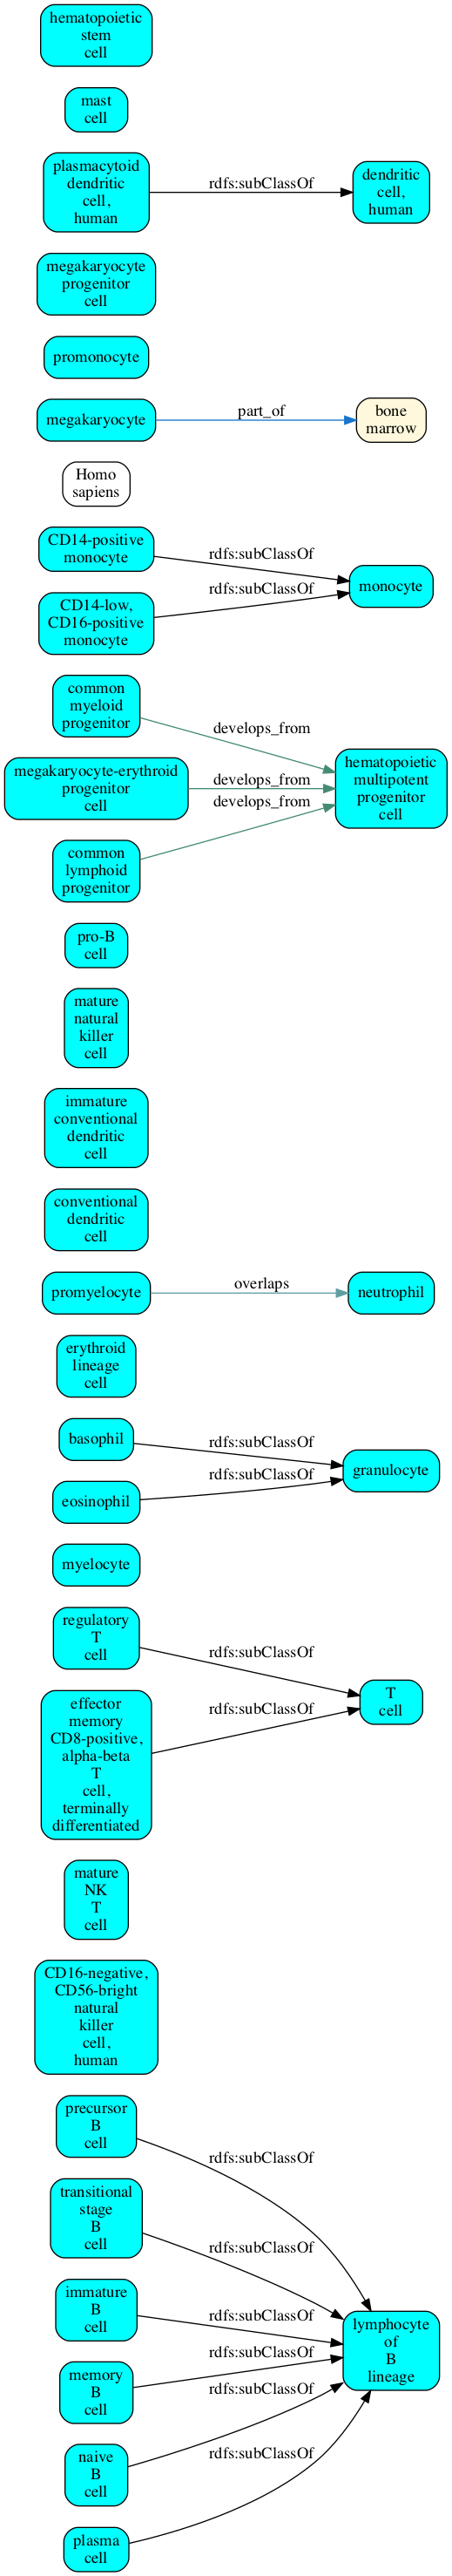 hematopoietic
stem
cell
mast
cell
plasmacytoid
dendritic
cell,
human
rdfs:subClassOf
dendritic
cell,
human
megakaryocyte
progenitor
cell
promonocyte
megakaryocyte
part_of
bone
marrow
Homo
sapiens
CD14-positive
monocyte
rdfs:subClassOf
CD14-low,
CD16-positive
monocyte
rdfs:subClassOf
monocyte
common
myeloid
progenitor
develops_from
megakaryocyte-erythroid
progenitor
cell
develops_from
common
lymphoid
progenitor
develops_from
hematopoietic
multipotent
progenitor
cell
pro-B
cell
mature
natural
killer
cell
immature
conventional
dendritic
cell
conventional
dendritic
cell
promyelocyte
overlaps
neutrophil
erythroid
lineage
cell
basophil
rdfs:subClassOf
eosinophil
rdfs:subClassOf
granulocyte
myelocyte
regulatory
T
cell
rdfs:subClassOf
effector
memory
CD8-positive,
alpha-beta
T
cell,
terminally
differentiated
rdfs:subClassOf
T
cell
mature
NK
T
cell
CD16-negative,
CD56-bright
natural
killer
cell,
human
precursor
B
cell
rdfs:subClassOf
transitional
stage
B
cell
rdfs:subClassOf
immature
B
cell
rdfs:subClassOf
memory
B
cell
rdfs:subClassOf
naive
B
cell
rdfs:subClassOf
plasma
cell
rdfs:subClassOf
lymphocyte
of
B
lineage